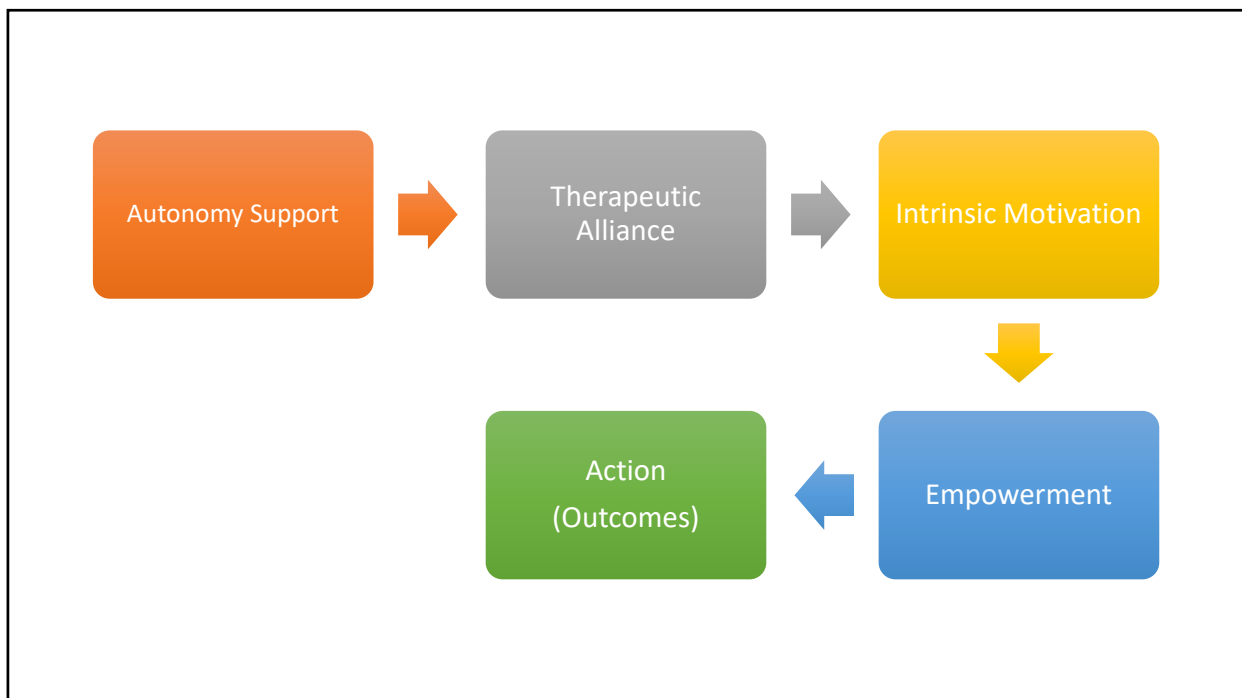 Autonomy Support
Therapeutic
Alliance
Intrinsic Motivation
Empowerment
Action
(Outcomes)